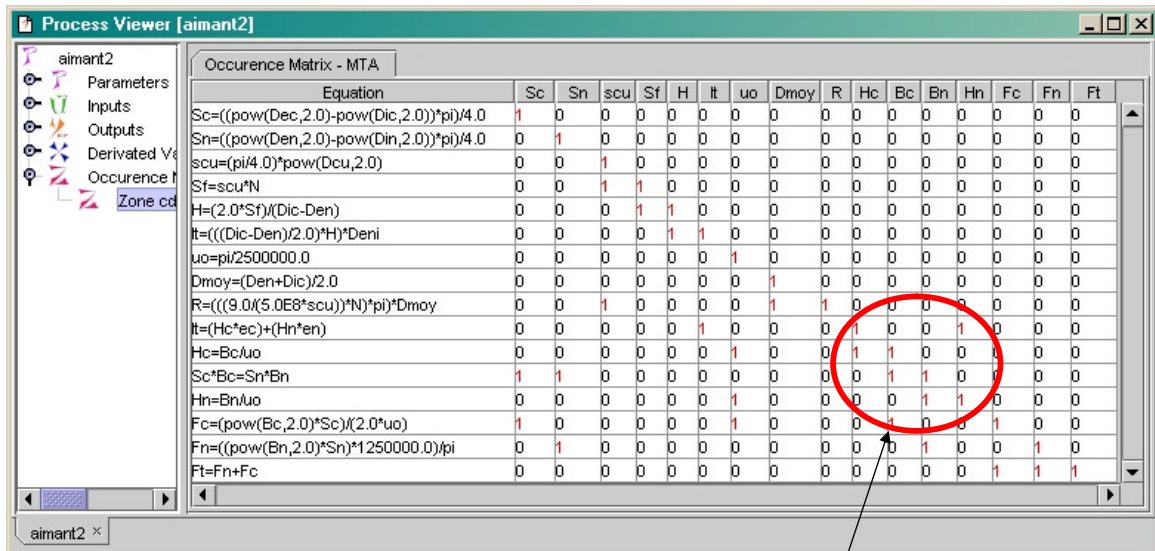 Process Viewer [aimant2]
aimant2
Parameters
Inputs
Outputs
Derivated
Occurence
Zone cd
Occurence Matrix - MTA
Equation Sc Sn scu Sf H It uo Dmoy R Hc Bc Bn Hn Fc Fn Ft
Sc=((pow(Dec,2.0)-pow(Dic,2.0))*pi)/4.0 1 0 0 0 0 0 0 0 0 0 0 0 0 0 0 0
Sn=((pow(Den,2.0)-pow(Din,2.0))*pi)/4.0 0 1 0 0 0 0 0 0 0 0 0 0 0 0 0 0
scu=(pi/4.0)*pow(Dcu,2.0) 0 0 1 0 0 0 0 0 0 0 0 0 0 0 0 0
Sf=scu*N 0 0 1 1 0 0 0 0 0 0 0 0 0 0 0 0
H=(2.0*Sf)/(Dic-Den) 0 0 0 1 1 0 0 0 0 0 0 0 0 0 0 0
It=(((Dic-Den)/2.0)*H)*Deni 0 0 0 0 1 1 0 0 0 0 0 0 0 0 0 0
uo=pi/2500000.0 0 0 0 0 0 0 1 0 0 0 0 0 0 0 0 0
Dmoy=(Den+Dic)/2.0 0 0 0 0 0 0 0 1 0 0 0 0 0 0 0 0
R=(((9.0/(5.0E8*scu))*N)*pi)*Dmoy 0 0 1 0 0 0 0 1 1 0 0 0 0 0 0 0
It=(Hc*ec)+(Hn*en) 0 0 0 0 0 1 0 0 0 1 0 0 1 0 0 0
Hc=Bc/uo 0 0 0 0 0 0 1 0 0 1 1 0 0 0 0 0
Sc*Bc=Sn*Bn 1 1 0 0 0 0 0 0 0 0 1 1 0 0 0 0
Hn=Bn/uo 0 0 0 0 0 0 1 0 0 0 0 1 1 0 0 0
Fc=(pow(Bc,2.0)*Sc)/(2.0*uo) 1 0 0 0 0 0 1 0 0 0 1 0 0 1 0 0
Fn=((pow(Bn,2.0)*Sn)*1250000.0)/pi 0 1 0 0 0 0 0 0 0 0 0 1 0 0 1 0
Ft=Fn+Fc 0 0 0 0 0 0 0 0 0 0 0 0 0 1 1 1
aimant2 ×